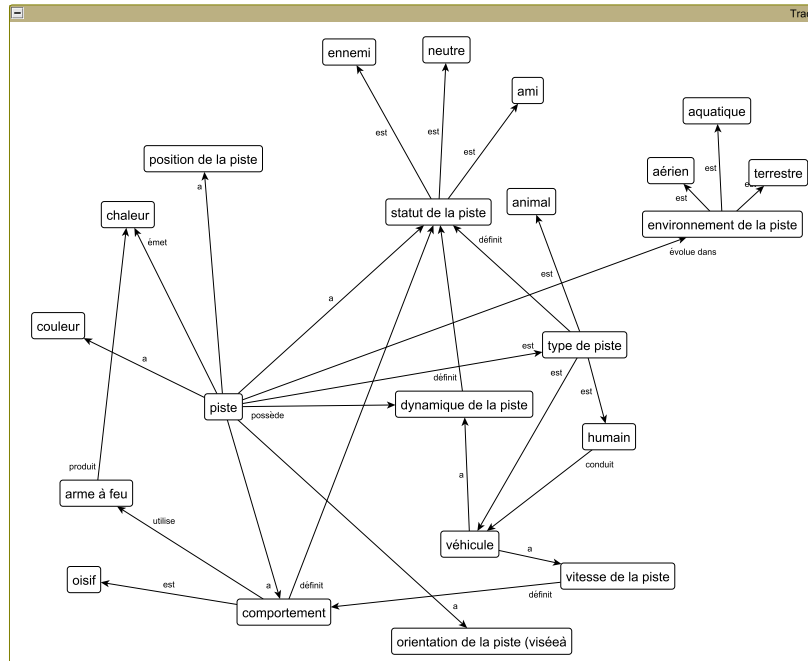 Trac
ennemi
neutre
ami
aquatique
est
est
est
position de la piste
aérien
est
terrestre
est
est
a
chaleur
statut de la piste
animal
environnement de la piste
émet
définit
évolue dans
est
a
couleur
a
est
type de piste
définit
est
piste
possède
dynamique de la piste
est
humain
produit
a
conduit
arme à feu
utilise
véhicule
a
oisif
est
a
définit
vitesse de la piste
définit
comportement
a
orientation de la piste (viséeà